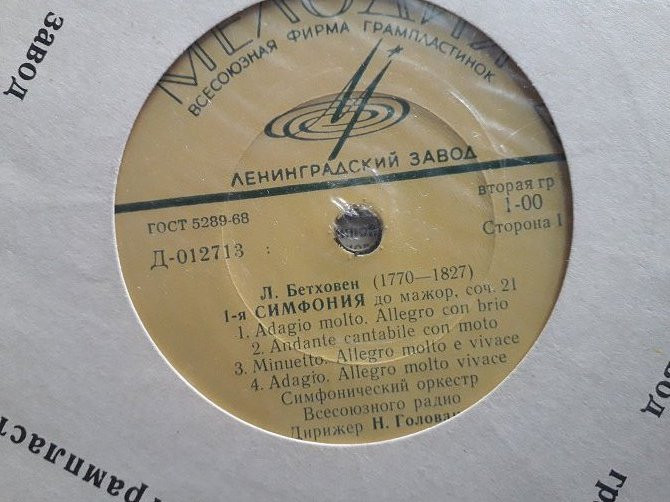 ВСЕСОЮЗНАЯ ФИРМА ГРАМПЛАСТИНОК
ЛЕНИНГРАДСКИЙ ЗАВОД
ГОСТ 5289-68
вторая гр
1-00
Д-012713 :
Сторона 1
Л. Бетховен (1770—1827)
1-я СИМФОНИЯ до мажор, соч. 21
1. Adagio molto. Allegro con brio
2. Andante cantabile con moto
3. Minuetto. Allegro molto e vivace
4. Adagio. Allegro molto vivace
Симфонический оркестр
Всесоюзного радио
Дирижер Н. Голован
завод